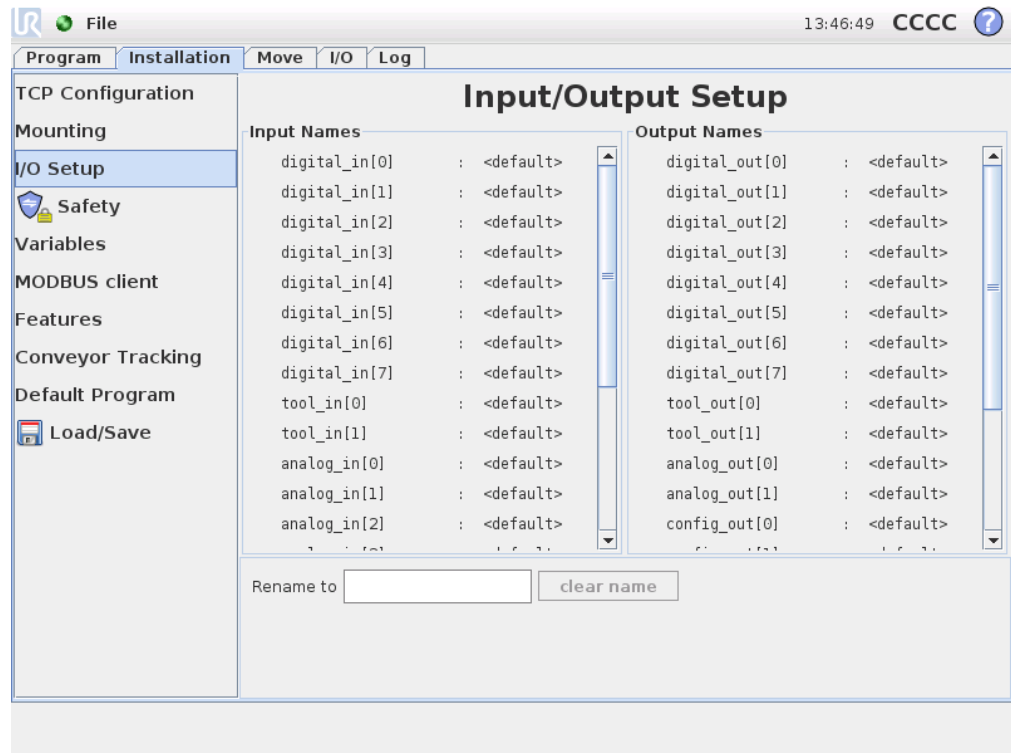 UR File 13:46:49 CCCC ?
Program Installation Move I/O Log
TCP Configuration
Mounting
I/O Setup
Safety
Variables
MODBUS client
Features
Conveyor Tracking
Default Program
Load/Save
Input/Output Setup
Input Names
digital_in[0] : <default>
digital_in[1] : <default>
digital_in[2] : <default>
digital_in[3] : <default>
digital_in[4] : <default>
digital_in[5] : <default>
digital_in[6] : <default>
digital_in[7] : <default>
tool_in[0] : <default>
tool_in[1] : <default>
analog_in[0] : <default>
analog_in[1] : <default>
analog_in[2] : <default>
Output Names
digital_out[0] : <default>
digital_out[1] : <default>
digital_out[2] : <default>
digital_out[3] : <default>
digital_out[4] : <default>
digital_out[5] : <default>
digital_out[6] : <default>
digital_out[7] : <default>
tool_out[0] : <default>
tool_out[1] : <default>
analog_out[0] : <default>
analog_out[1] : <default>
config_out[0] : <default>
Rename to clear name